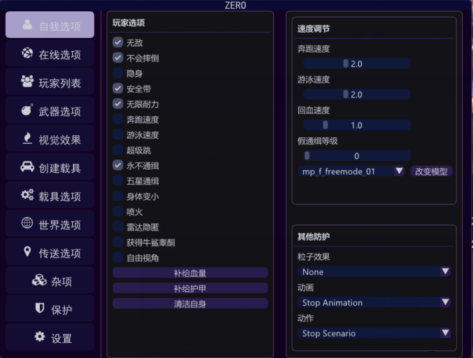 ZERO
自我选项
在线选项
玩家列表
武器选项
视觉效果
创建载具
载具选项
世界选项
传送选项
杂项
保护
设置
玩家选项
无敌
不会摔倒
隐身
安全带
无限耐力
奔跑速度
游泳速度
超级跳
永不通缉
五星通缉
身体变小
喷火
雷达隐匿
获得牛鲨睾酮
自由视角
补给血量
补给护甲
清洁自身
速度调节
奔跑速度
2.0
游泳速度
2.0
回血速度
1.0
假通缉等级
0
mp_f_freemode_01 改变模型
其他防护
粒子效果
None
动画
Stop Animation
动作
Stop Scenario